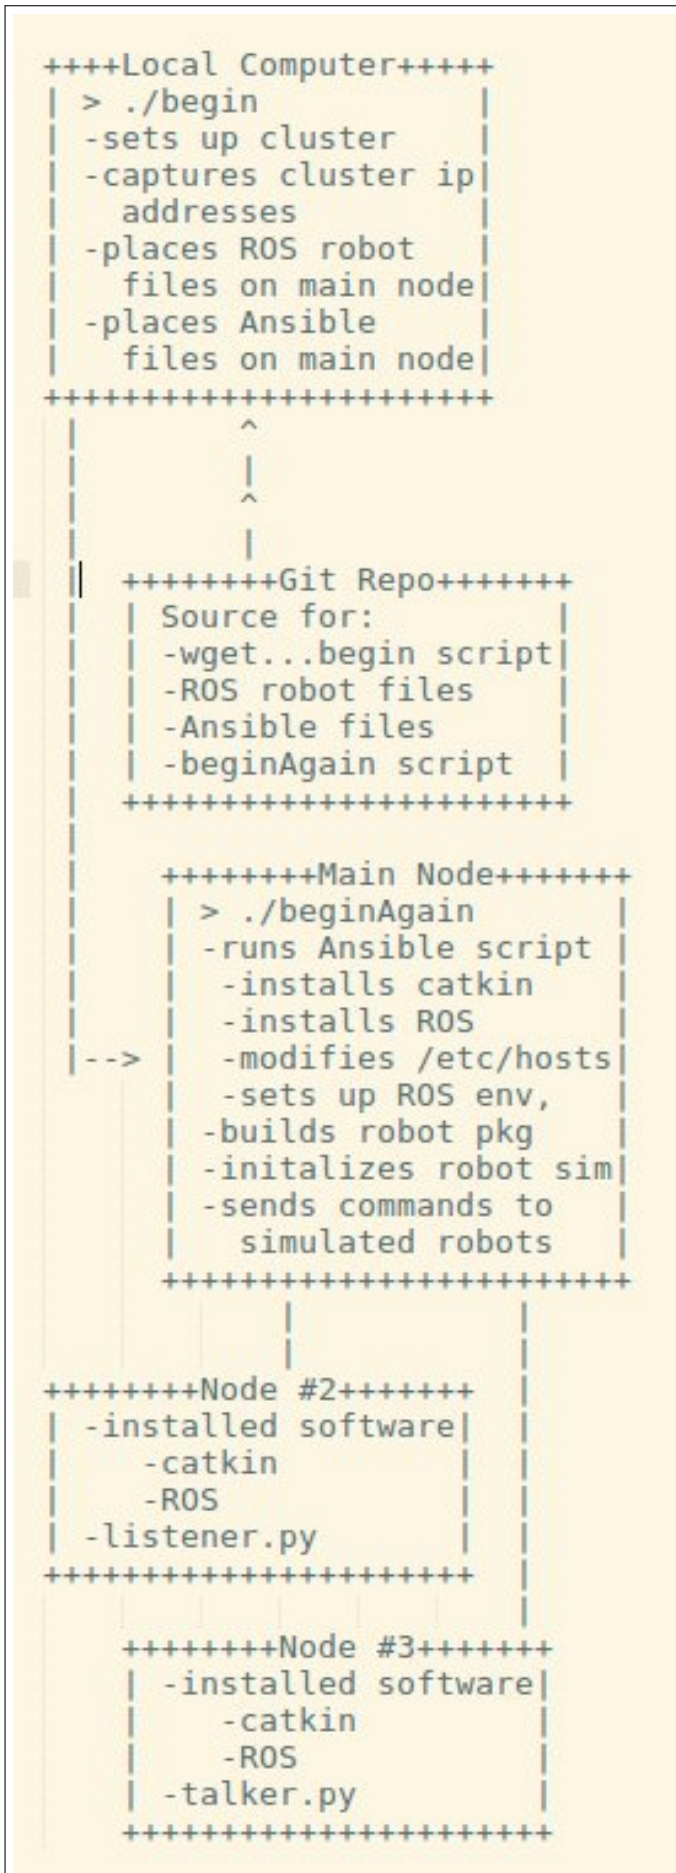 ++++Local Computer+++++
| > ./begin           |
| -sets up cluster    |
| -captures cluster ip|
|   addresses         |
| -places ROS robot   |
|   files on main node|
| -places Ansible     |
|   files on main node|
+++++++++++++++++++++++
 |        ^
 |        |
 |        ^
 |        |
 |  ++++++++Git Repo+++++++
 |  | Source for:         |
 |  | -wget...begin script|
 |  | -ROS robot files    |
 |  | -Ansible files      |
 |  | -beginAgain script  |
 |  +++++++++++++++++++++++
 |
 |    ++++++++Main Node+++++++
 |    | > ./beginAgain       |
 |    | -runs Ansible script |
 |    |  -installs catkin    |
 |    |  -installs ROS       |
 |--> |  -modifies /etc/hosts|
      |  -sets up ROS env,   |
      | -builds robot pkg    |
      | -initalizes robot sim|
      | -sends commands to   |
      |   simulated robots   |
      ++++++++++++++++++++++++
            |           |
            |           |
++++++++Node #2+++++++  |
| -installed software|  |
|    -catkin         |  |
|    -ROS            |  |
| -listener.py       |  |
++++++++++++++++++++++  |
                        |
    ++++++++Node #3+++++++
    | -installed software|
    |    -catkin         |
    |    -ROS            |
    | -talker.py         |
    ++++++++++++++++++++++